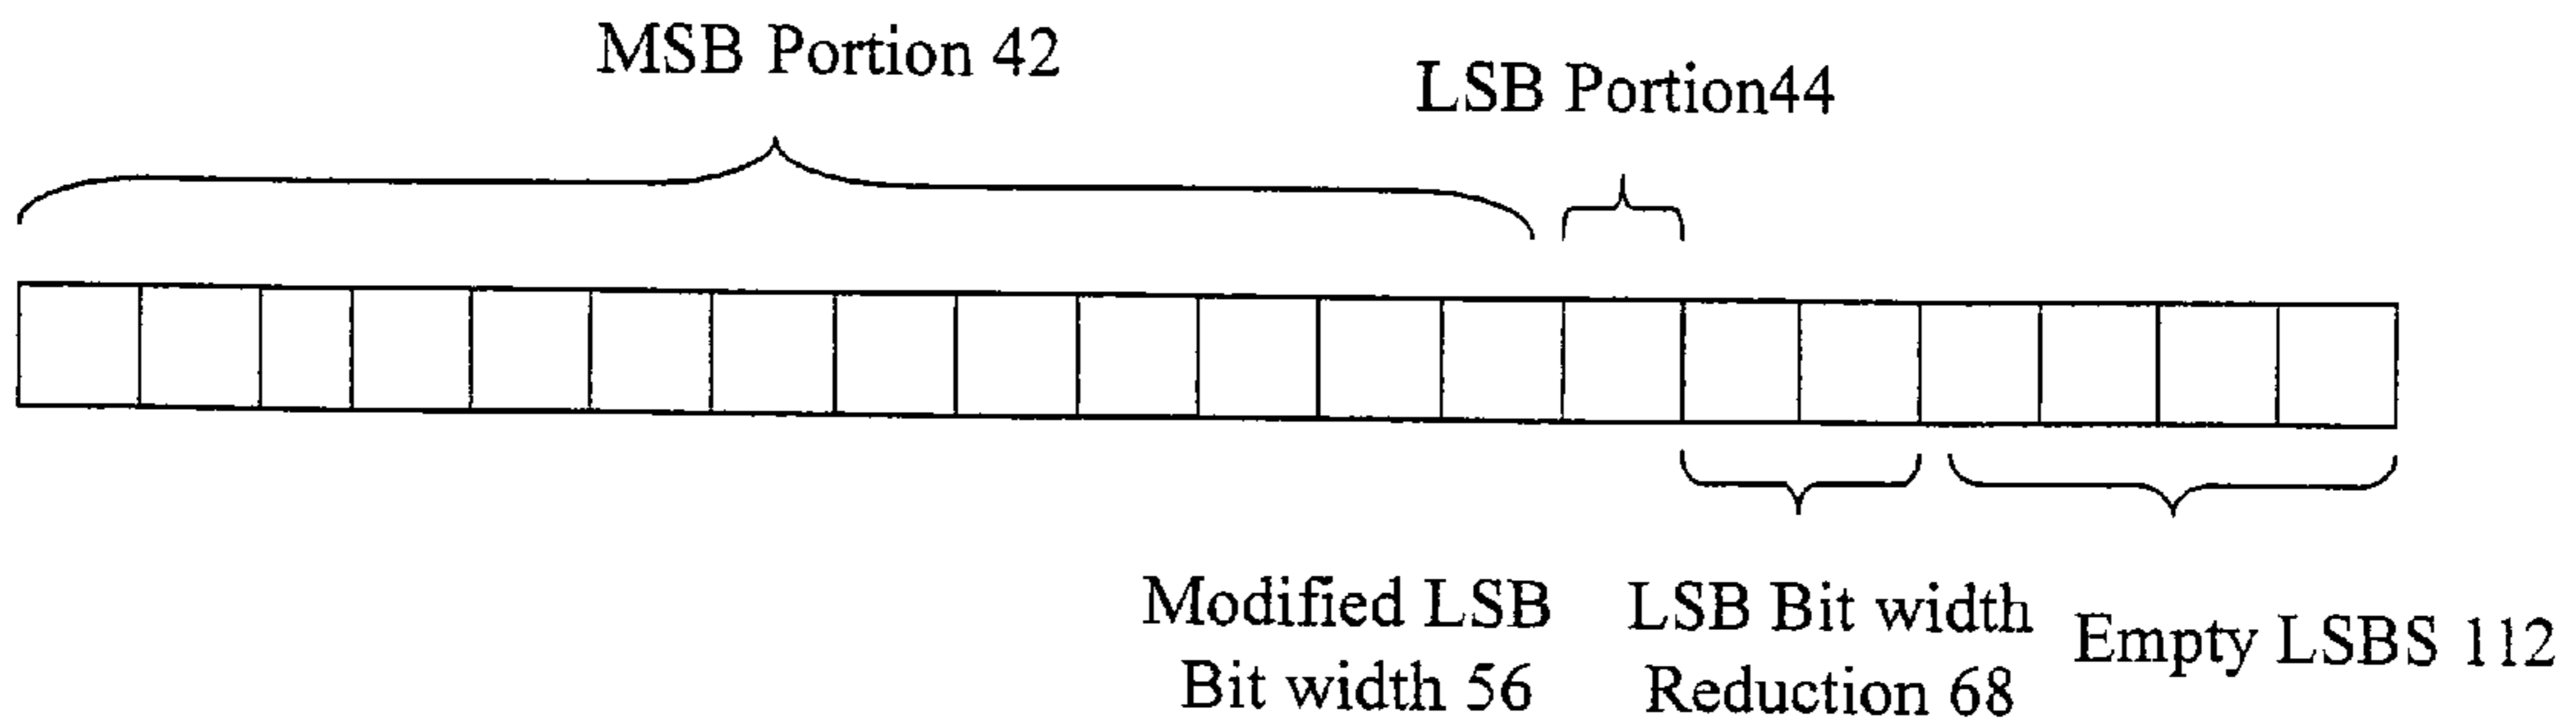 MSB Portion 42
LSB Portion44
Modified LSB
Bit width 56
LSB Bit width
Reduction 68
Empty LSBS 112